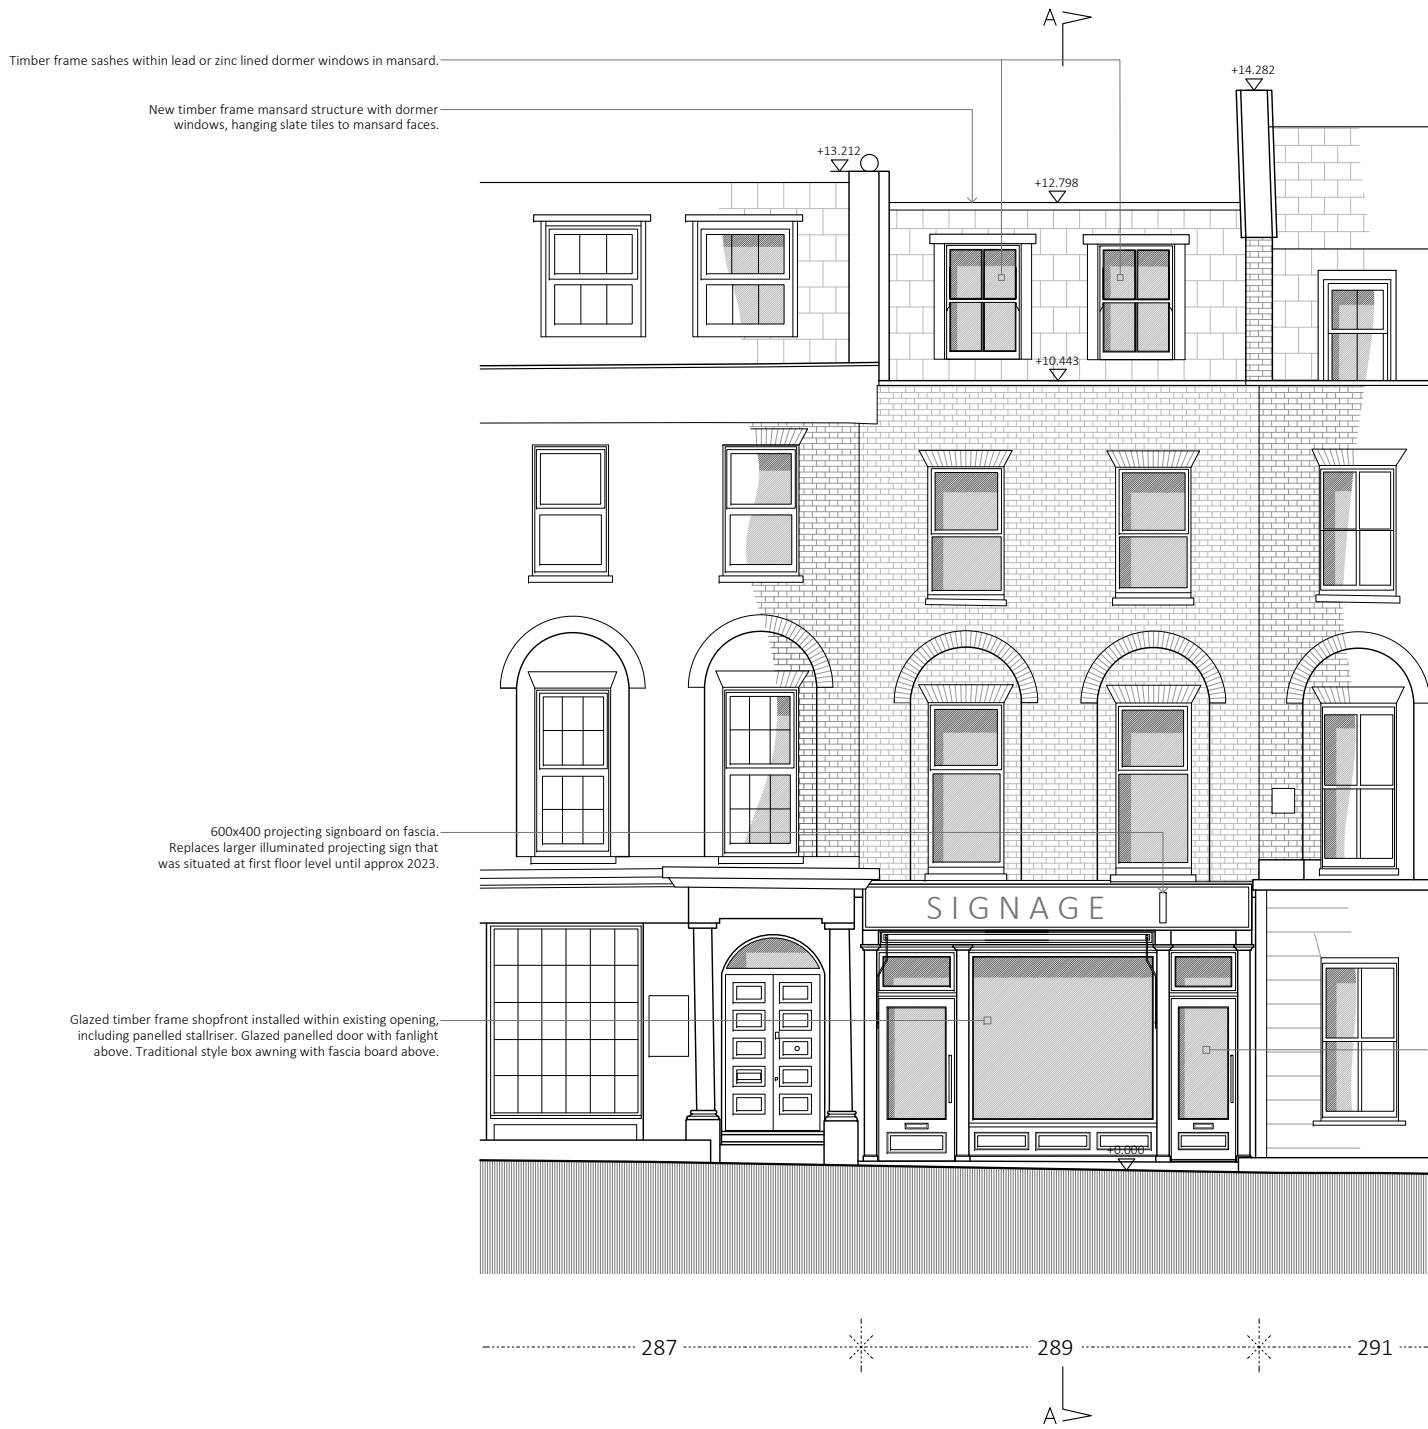 A
Timber frame sashes within lead or zinc lined dormer windows in mansard.
+14.282
New timber frame mansard structure with dormer
windows, hanging slate tiles to mansard faces.
+13.212
+12.798
+10.443
600x400 projecting signboard on fascia.
Replaces larger illuminated projecting sign that
was situated at first floor level until approx 2023.
SIGNAGE
Glazed timber frame shopfront installed within existing opening,
including panelled stallriser. Glazed panelled door with fanlight
above. Traditional style box awning with fascia board above.
+0.000
287
289
291
A